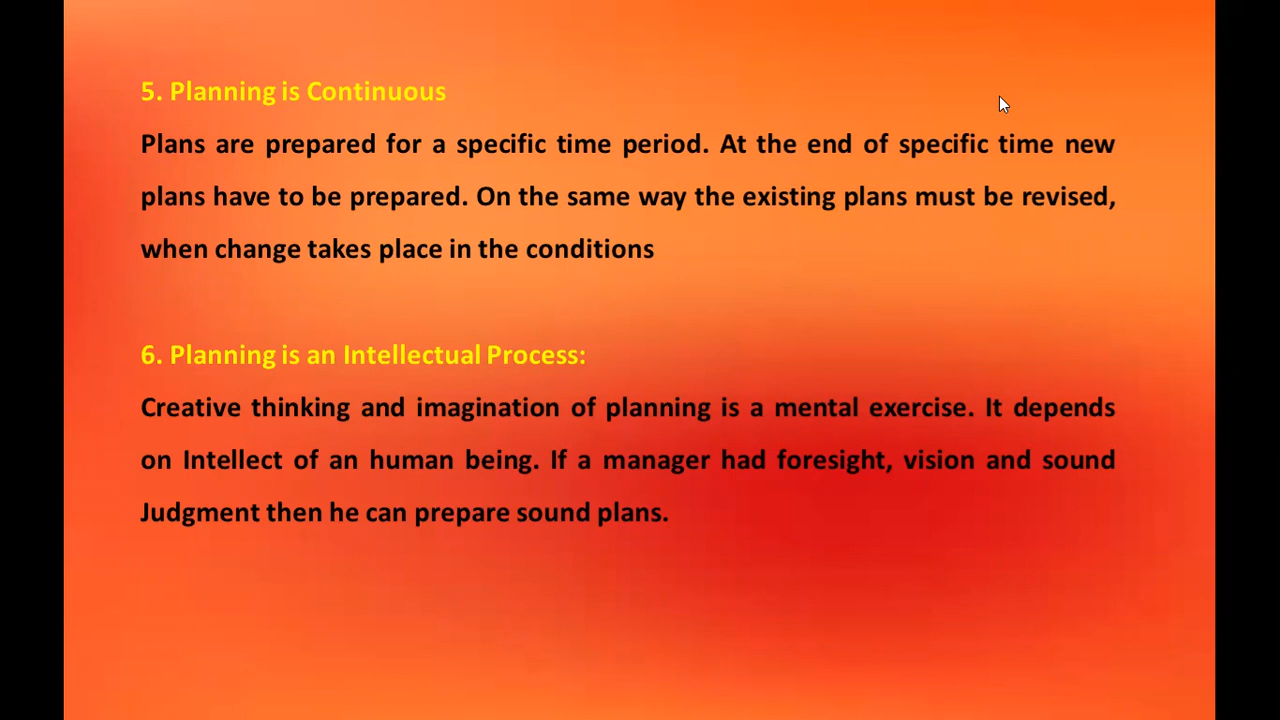 5. Planning is Continuous
Plans are prepared for a specific time period. At the end of specific time new
plans have to be prepared. On the same way the existing plans must be revised,
when change takes place in the conditions
6. Planning is an Intellectual Process:
Creative thinking and imagination of planning is a mental exercise. It depends
on Intellect of an human being. If a manager had foresight, vision and sound
Judgment then he can prepare sound plans.